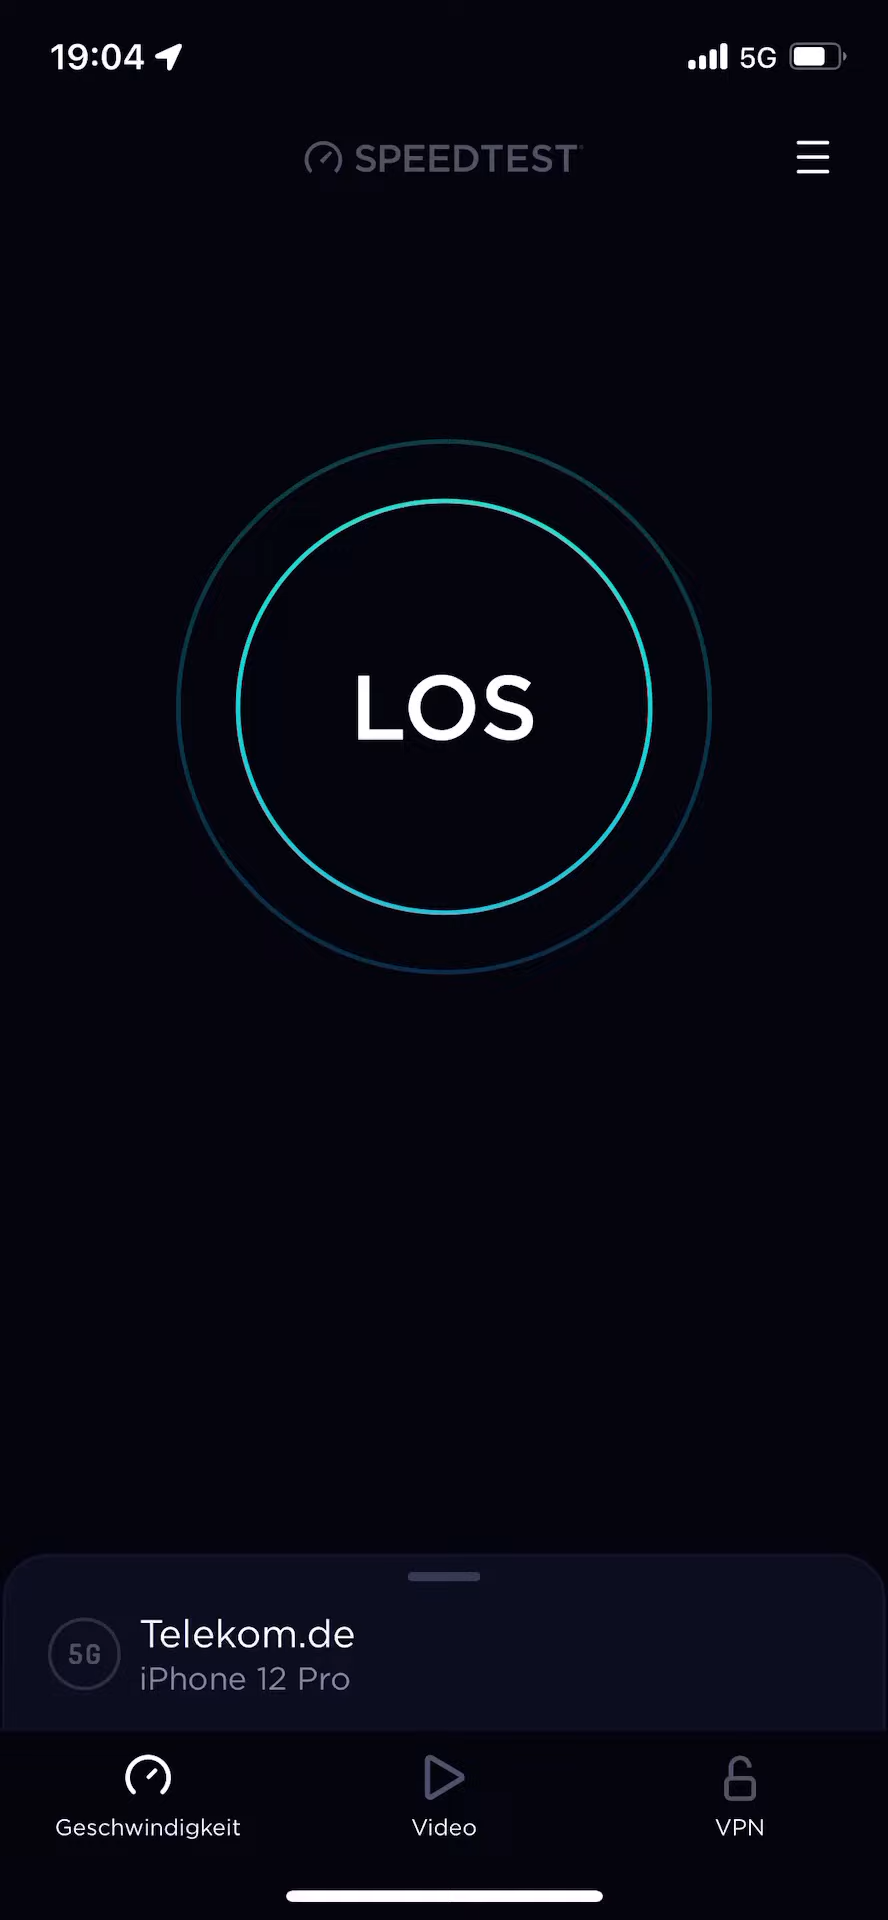 19:04
5G
SPEEDTEST
LOS
5G
Telekom.de
iPhone 12 Pro
Geschwindigkeit
Video
VPN